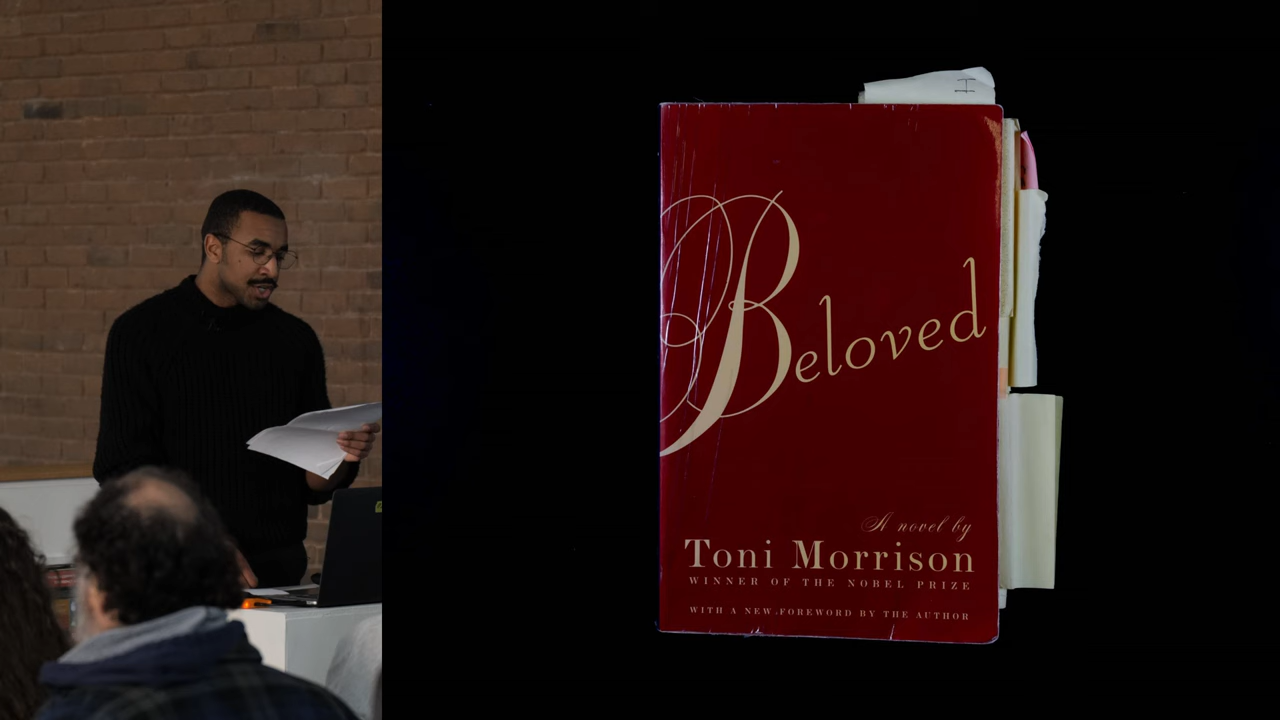 H
Beloved
A novel by
Toni Morrison
WINNER OF THE NOBEL PRIZE
WITH A NEW FOREWORD BY THE AUTHOR